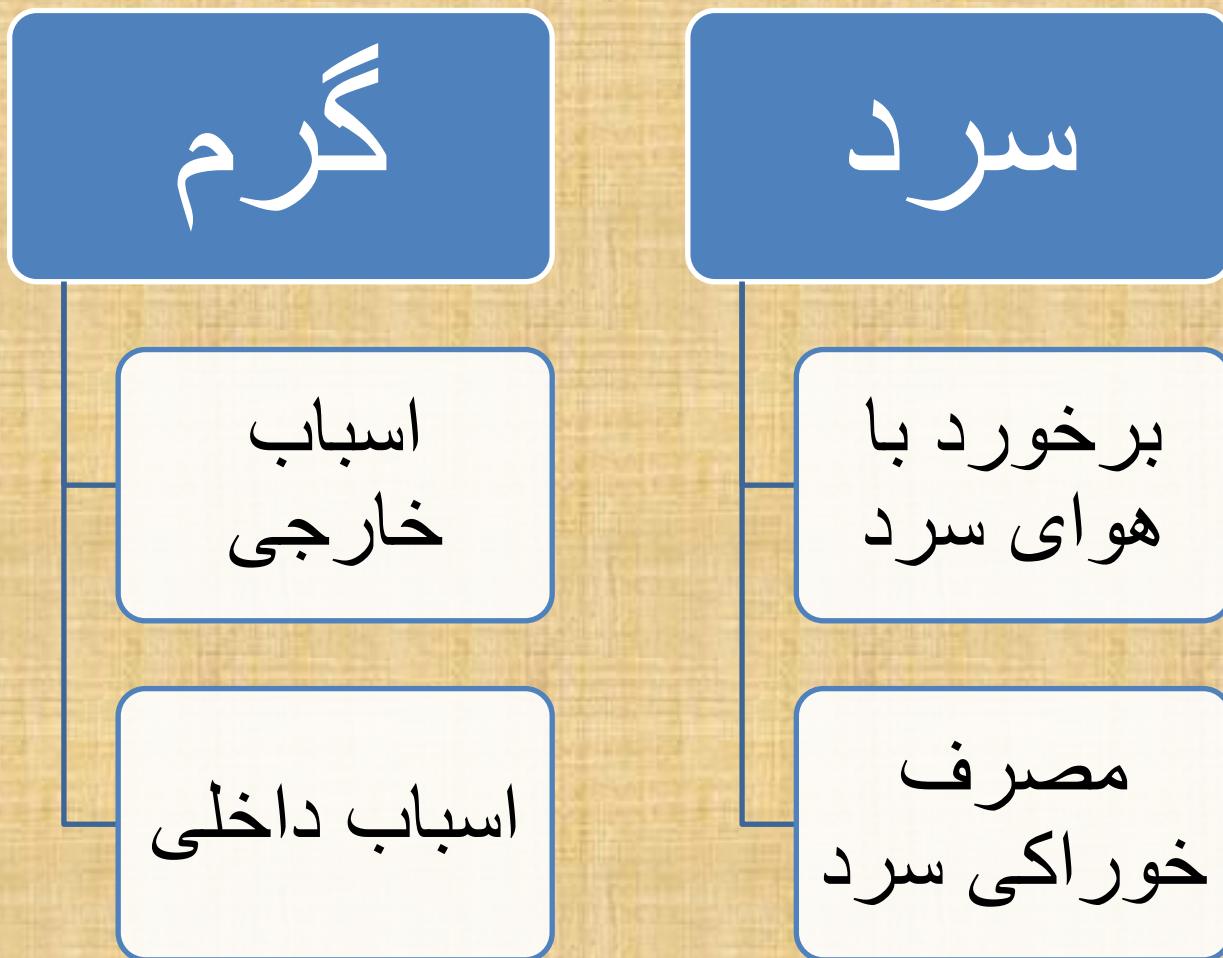 سرد
برخورد با
هوای سرد
مصرف
خوراکی سرد
گرم
اسباب
خارجی
اسباب داخلی